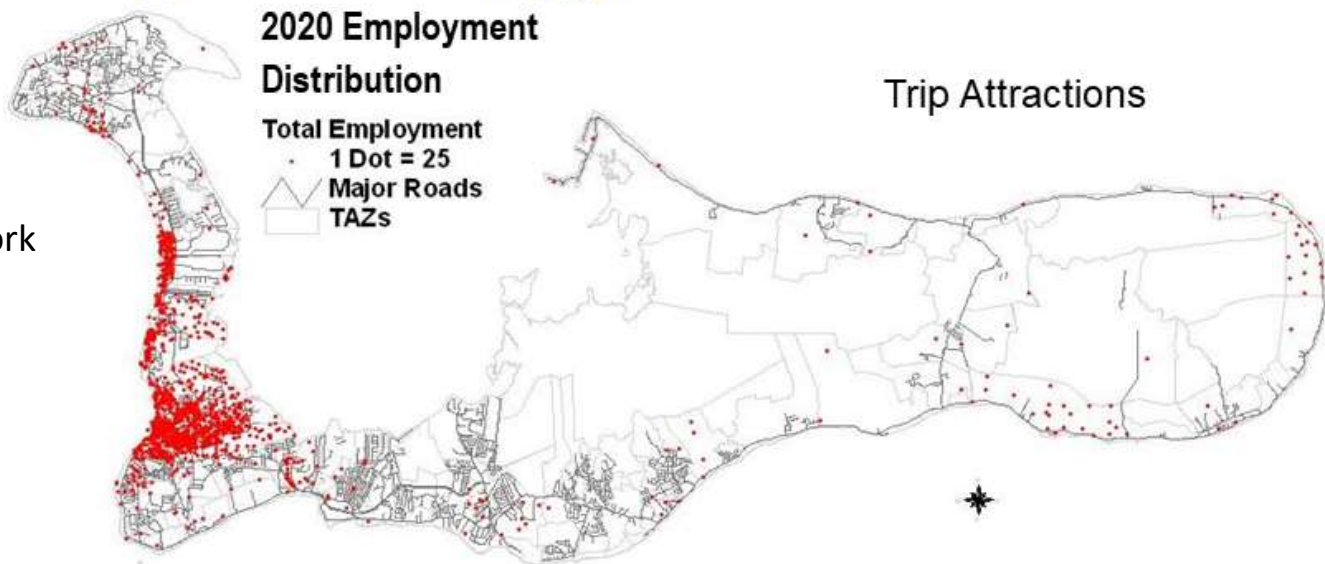 2020 Employment
Distribution
Total Employment
1 Dot = 25
Major Roads
TAZs
Trip Attractions
ork